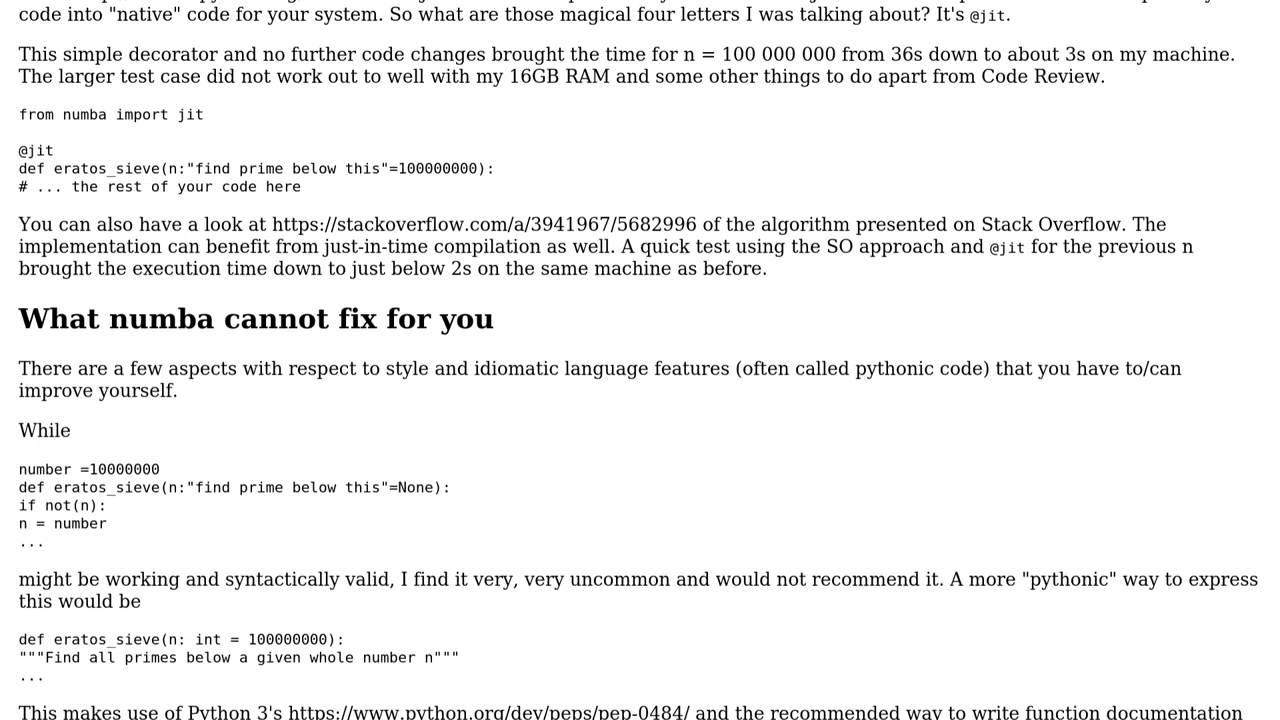 code into "native" code for your system. So what are those magical four letters I was talking about? It's @jit.
This simple decorator and no further code changes brought the time for n = 100 000 000 from 36s down to about 3s on my machine.
The larger test case did not work out to well with my 16GB RAM and some other things to do apart from Code Review.
from numba import jit
@jit
def eratos_sieve(n:"find prime below this"=100000000):
# ... the rest of your code here
You can also have a look at https://stackoverflow.com/a/3941967/5682996 of the algorithm presented on Stack Overflow. The
implementation can benefit from just-in-time compilation as well. A quick test using the SO approach and @jit for the previous n
brought the execution time down to just below 2s on the same machine as before.
What numba cannot fix for you
There are a few aspects with respect to style and idiomatic language features (often called pythonic code) that you have to/can
improve yourself.
While
number =10000000
def eratos_sieve(n:"find prime below this"=None):
if not(n):
n = number
...
might be working and syntactically valid, I find it very, very uncommon and would not recommend it. A more "pythonic" way to express
this would be
def eratos_sieve(n: int = 100000000):
"""Find all primes below a given whole number n"""
...
This makes use of Python 3's https://www.python.org/dev/peps/pep-0484/ and the recommended way to write function documentation